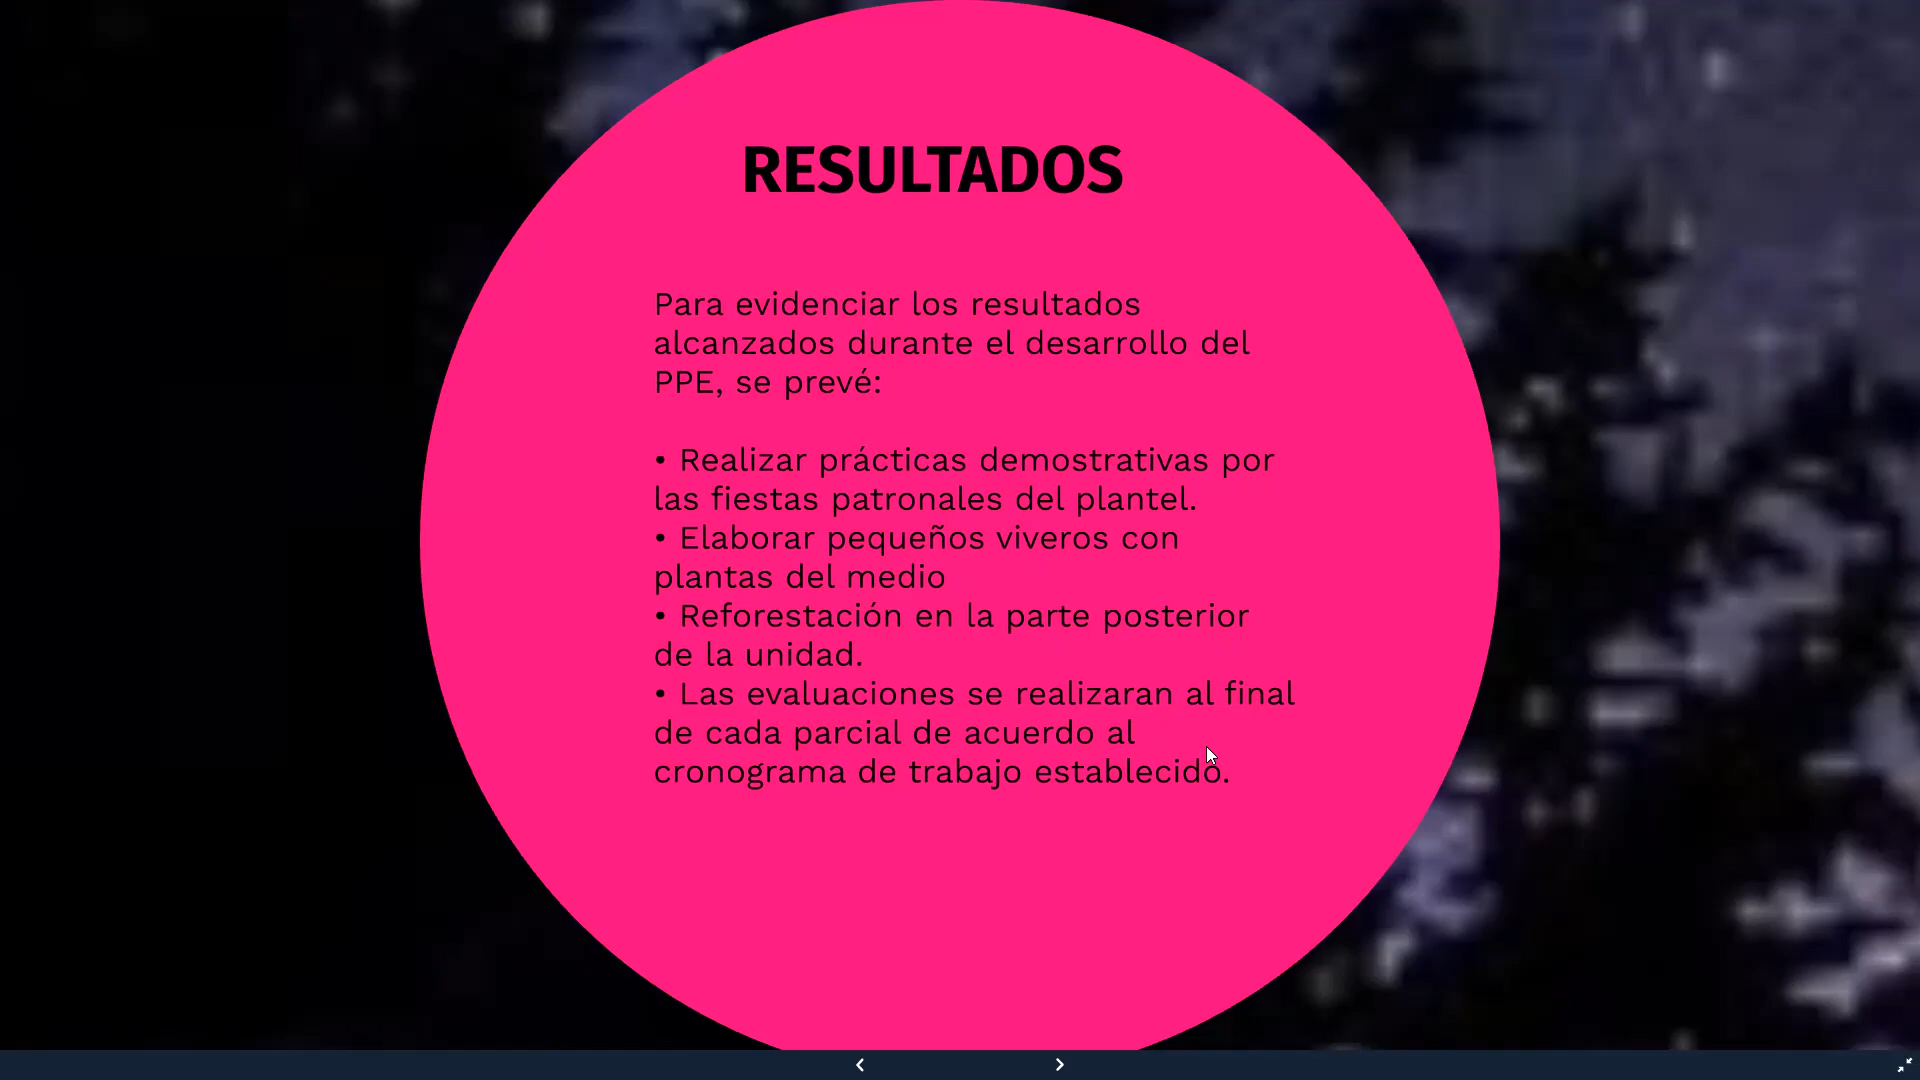 RESULTADOS
Para evidenciar los resultados
alcanzados durante el desarrollo del
PPE, se prevé:
• Realizar prácticas demostrativas por
las fiestas patronales del plantel.
• Elaborar pequeños viveros con
plantas del medio
• Reforestación en la parte posterior
de la unidad.
• Las evaluaciones se realizaran al final
de cada parcial de acuerdo al
cronograma de trabajo establecido.